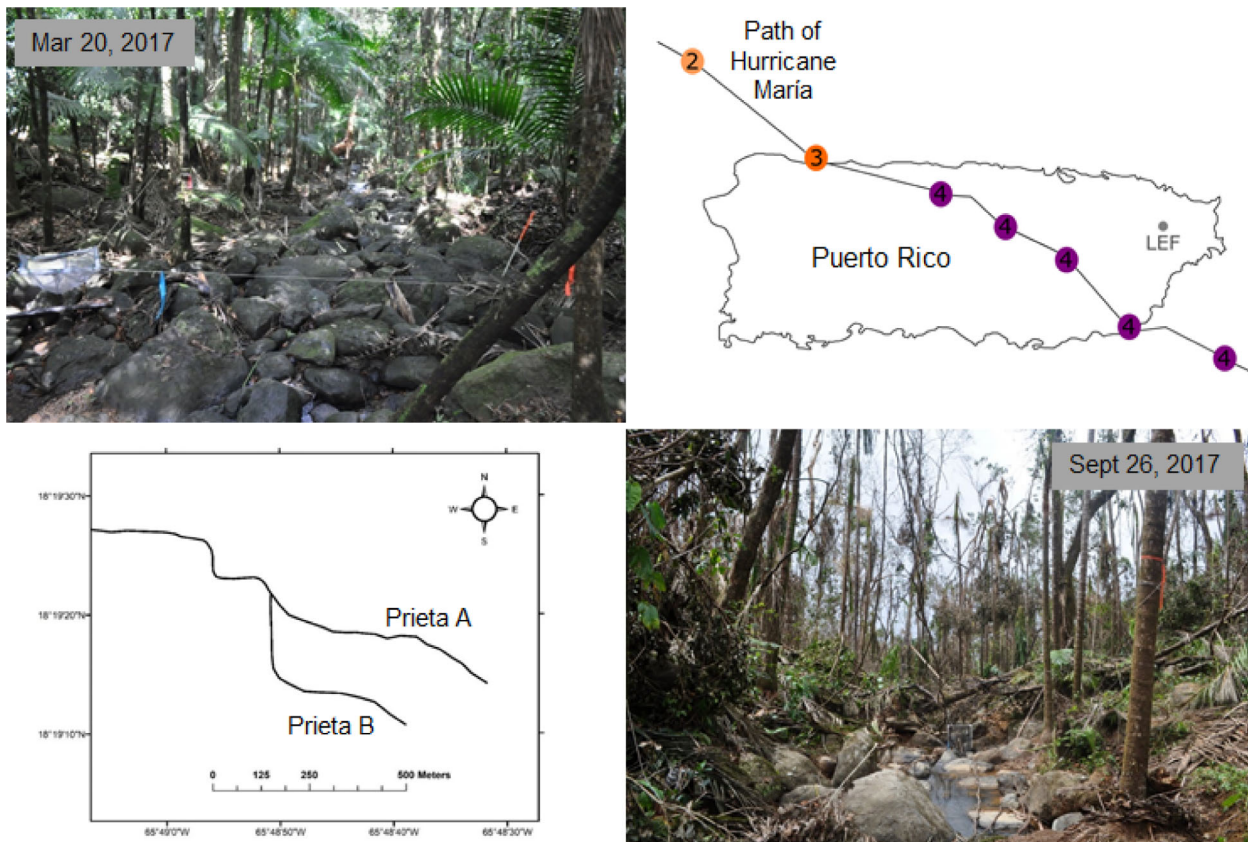 Mar 20, 2017
Path of
Hurricane
María
2
3
4
4
4
4
4
LEF
Puerto Rico
18°19'30"N
18°19'20"N
18°19'10"N
N
W
E
S
Prieta A
Prieta B
0 125 250 500 Meters
65°49'0"W 65°48'50"W 65°48'40"W 65°48'30"W
Sept 26, 2017